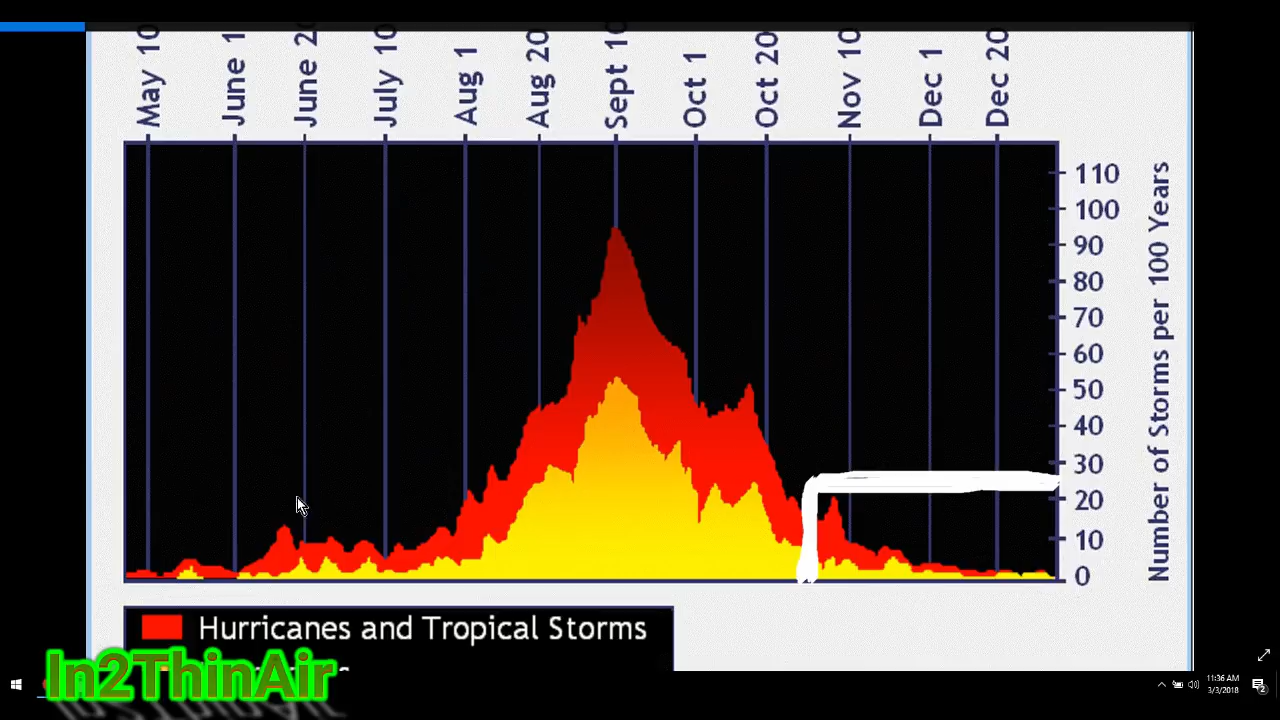 May 10
June 1
June 20
July 10
Aug 1
Aug 20
Sept 10
Oct 1
Oct 20
Nov 10
Dec 1
Dec 20
110
100
90
80
70
60
50
40
30
20
10
0
Number of Storms per 100 Years
Hurricanes and Tropical Storms
In2ThinAir
11:36 AM
3/3/2018
2